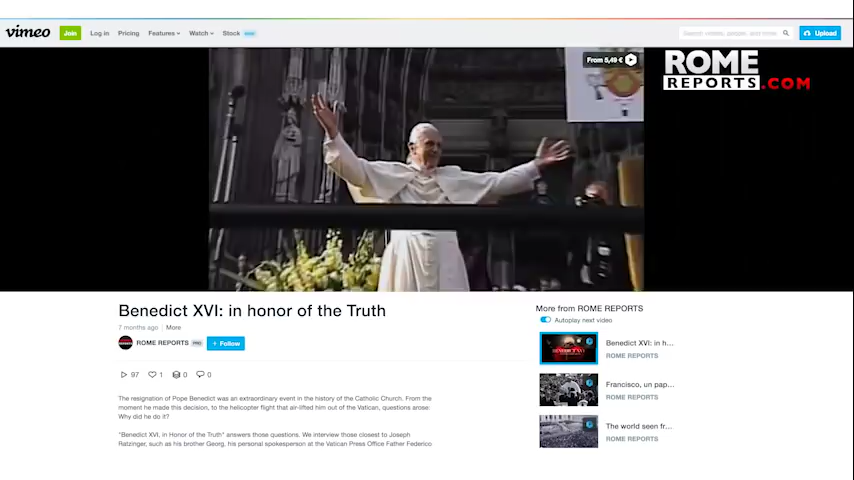 vimeo Join Log in Pricing Features Watch Stock NEW Search videos, people, and more Upload
From 5,49 €
ROME
REPORTS.COM
Benedict XVI: in honor of the Truth
7 months ago More
ROME REPORTS PRO + Follow
97 1 0 0
The resignation of Pope Benedict was an extraordinary event in the history of the Catholic Church. From the
moment he made this decision, to the helicopter flight that air-lifted him out of the Vatican, questions arose:
Why did he do it?
"Benedict XVI, in Honor of the Truth" answers those questions. We interview those closest to Joseph
Ratzinger, such as his brother Georg, his personal spokesperson at the Vatican Press Office Father Federico
More from ROME REPORTS
Autoplay next video
Benedict XVI: in h...
ROME REPORTS
Francisco, un pap...
ROME REPORTS
The world seen fr...
ROME REPORTS